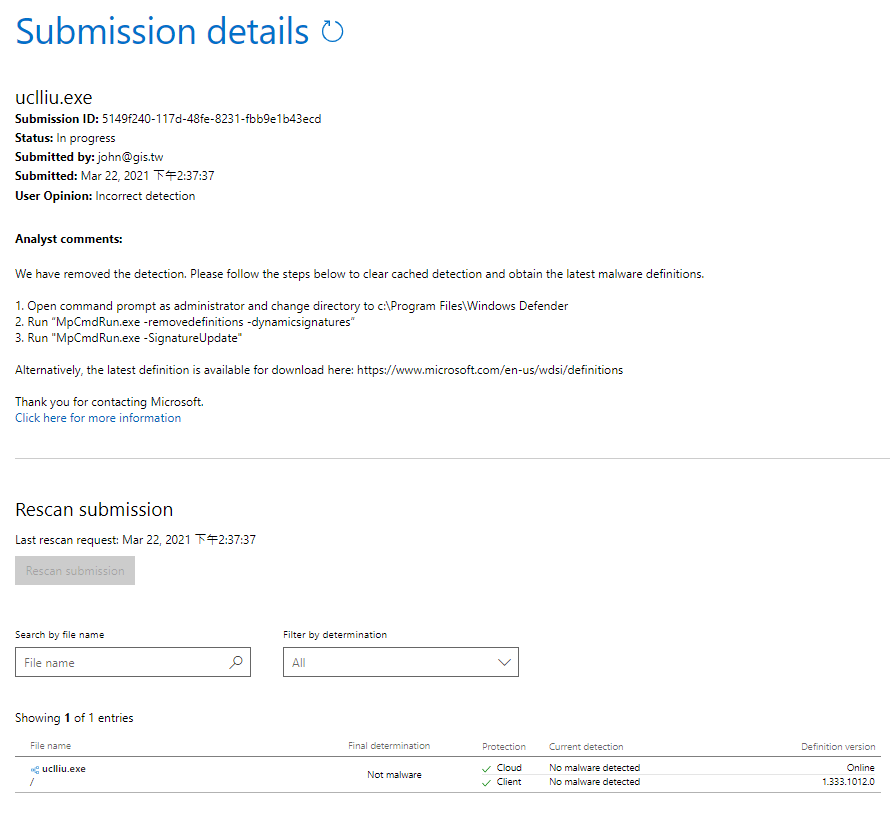 Submission details
uclliu.exe
Submission ID: 5149f240-117d-48fe-8231-fbb9e1b43ecd
Status: In progress
Submitted by: john@gis.tw
Submitted: Mar 22, 2021 下午2:37:37
User Opinion: Incorrect detection
Analyst comments:
We have removed the detection. Please follow the steps below to clear cached detection and obtain the latest malware definitions.
1. Open command prompt as administrator and change directory to c:\Program Files\Windows Defender
2. Run “MpCmdRun.exe -removedefinitions -dynamicsignatures”
3. Run "MpCmdRun.exe -SignatureUpdate"
Alternatively, the latest definition is available for download here: https://www.microsoft.com/en-us/wdsi/definitions
Thank you for contacting Microsoft.
Click here for more information
Rescan submission
Last rescan request: Mar 22, 2021 下午2:37:37
Rescan submission
Search by file name Filter by determination
File name All
Showing 1 of 1 entries
File name Final determination Protection Current detection Definition version
uclliu.exe Not malware Cloud No malware detected Online
/ Client No malware detected 1.333.1012.0